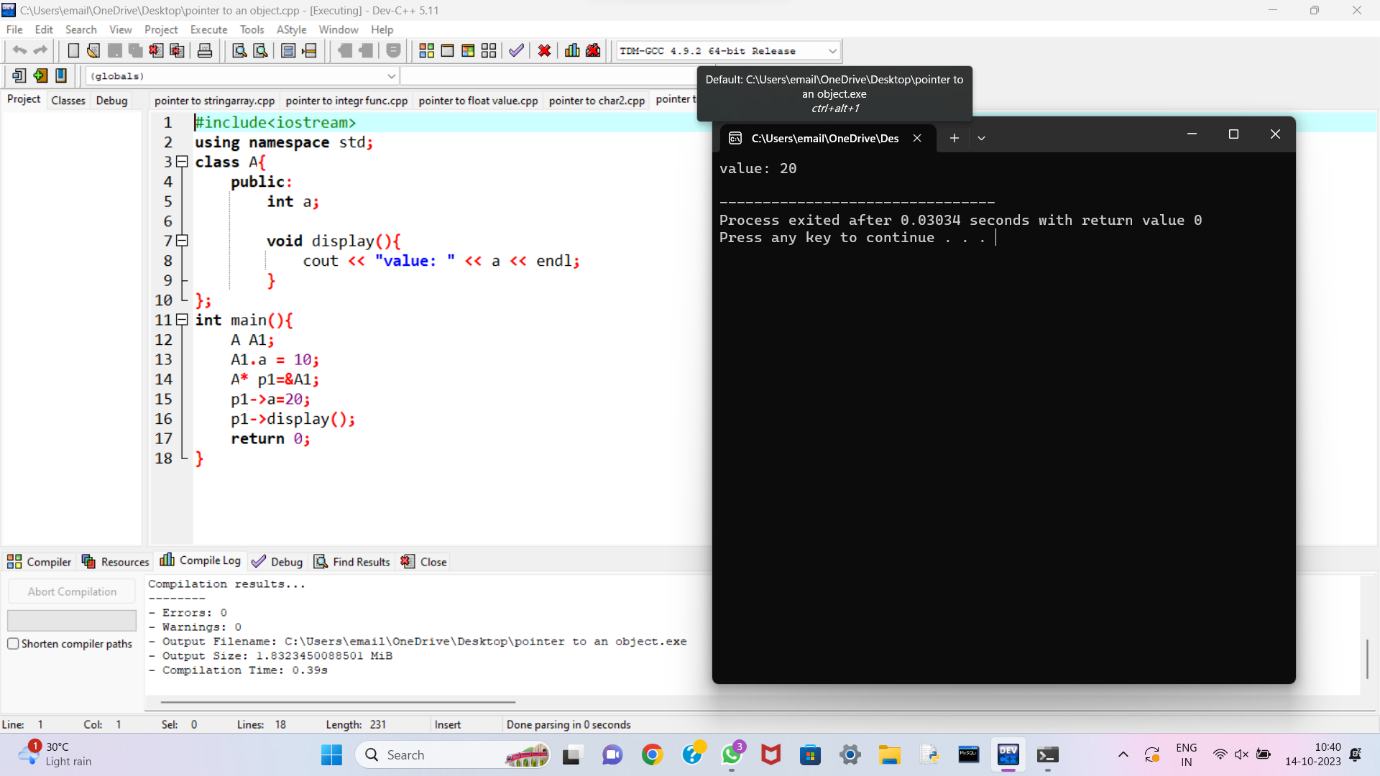 C:\Users\email\OneDrive\Desktop\pointer to an object.cpp - [Executing] - Dev-C++ 5.11
File Edit Search View Project Execute Tools AStyle Window Help
TDM-GCC 4.9.2 64-bit Release
(globals)
Project Classes Debug
pointer to stringarray.cpp pointer to integr func.cpp pointer to float value.cpp pointer to char2.cpp pointer t
Default: C:\Users\email\OneDrive\Desktop\pointer to
an object.exe
ctrl+alt+1
C:\Users\email\OneDrive\Des
1 #include<iostream>
2 using namespace std;
3 class A{
4 public:
5 int a;
6
7 void display(){
8 cout << "value: " << a << endl;
9 }
10 };
11 int main(){
12 A A1;
13 A1.a = 10;
14 A* p1=&A1;
15 p1->a=20;
16 p1->display();
17 return 0;
18 }
value: 20
--------------------------------
Process exited after 0.03034 seconds with return value 0
Press any key to continue . . .
Compiler Resources Compile Log Debug Find Results Close
Abort Compilation
Shorten compiler paths
Compilation results...
--------
- Errors: 0
- Warnings: 0
- Output Filename: C:\Users\email\OneDrive\Desktop\pointer to an object.exe
- Output Size: 1.8323450088501 MiB
- Compilation Time: 0.39s
Line: 1 Col: 1 Sel: 0 Lines: 18 Length: 231 Insert Done parsing in 0 seconds
1
30°C
Light rain
Search
3
DEV
ENG
IN
10:40
14-10-2023